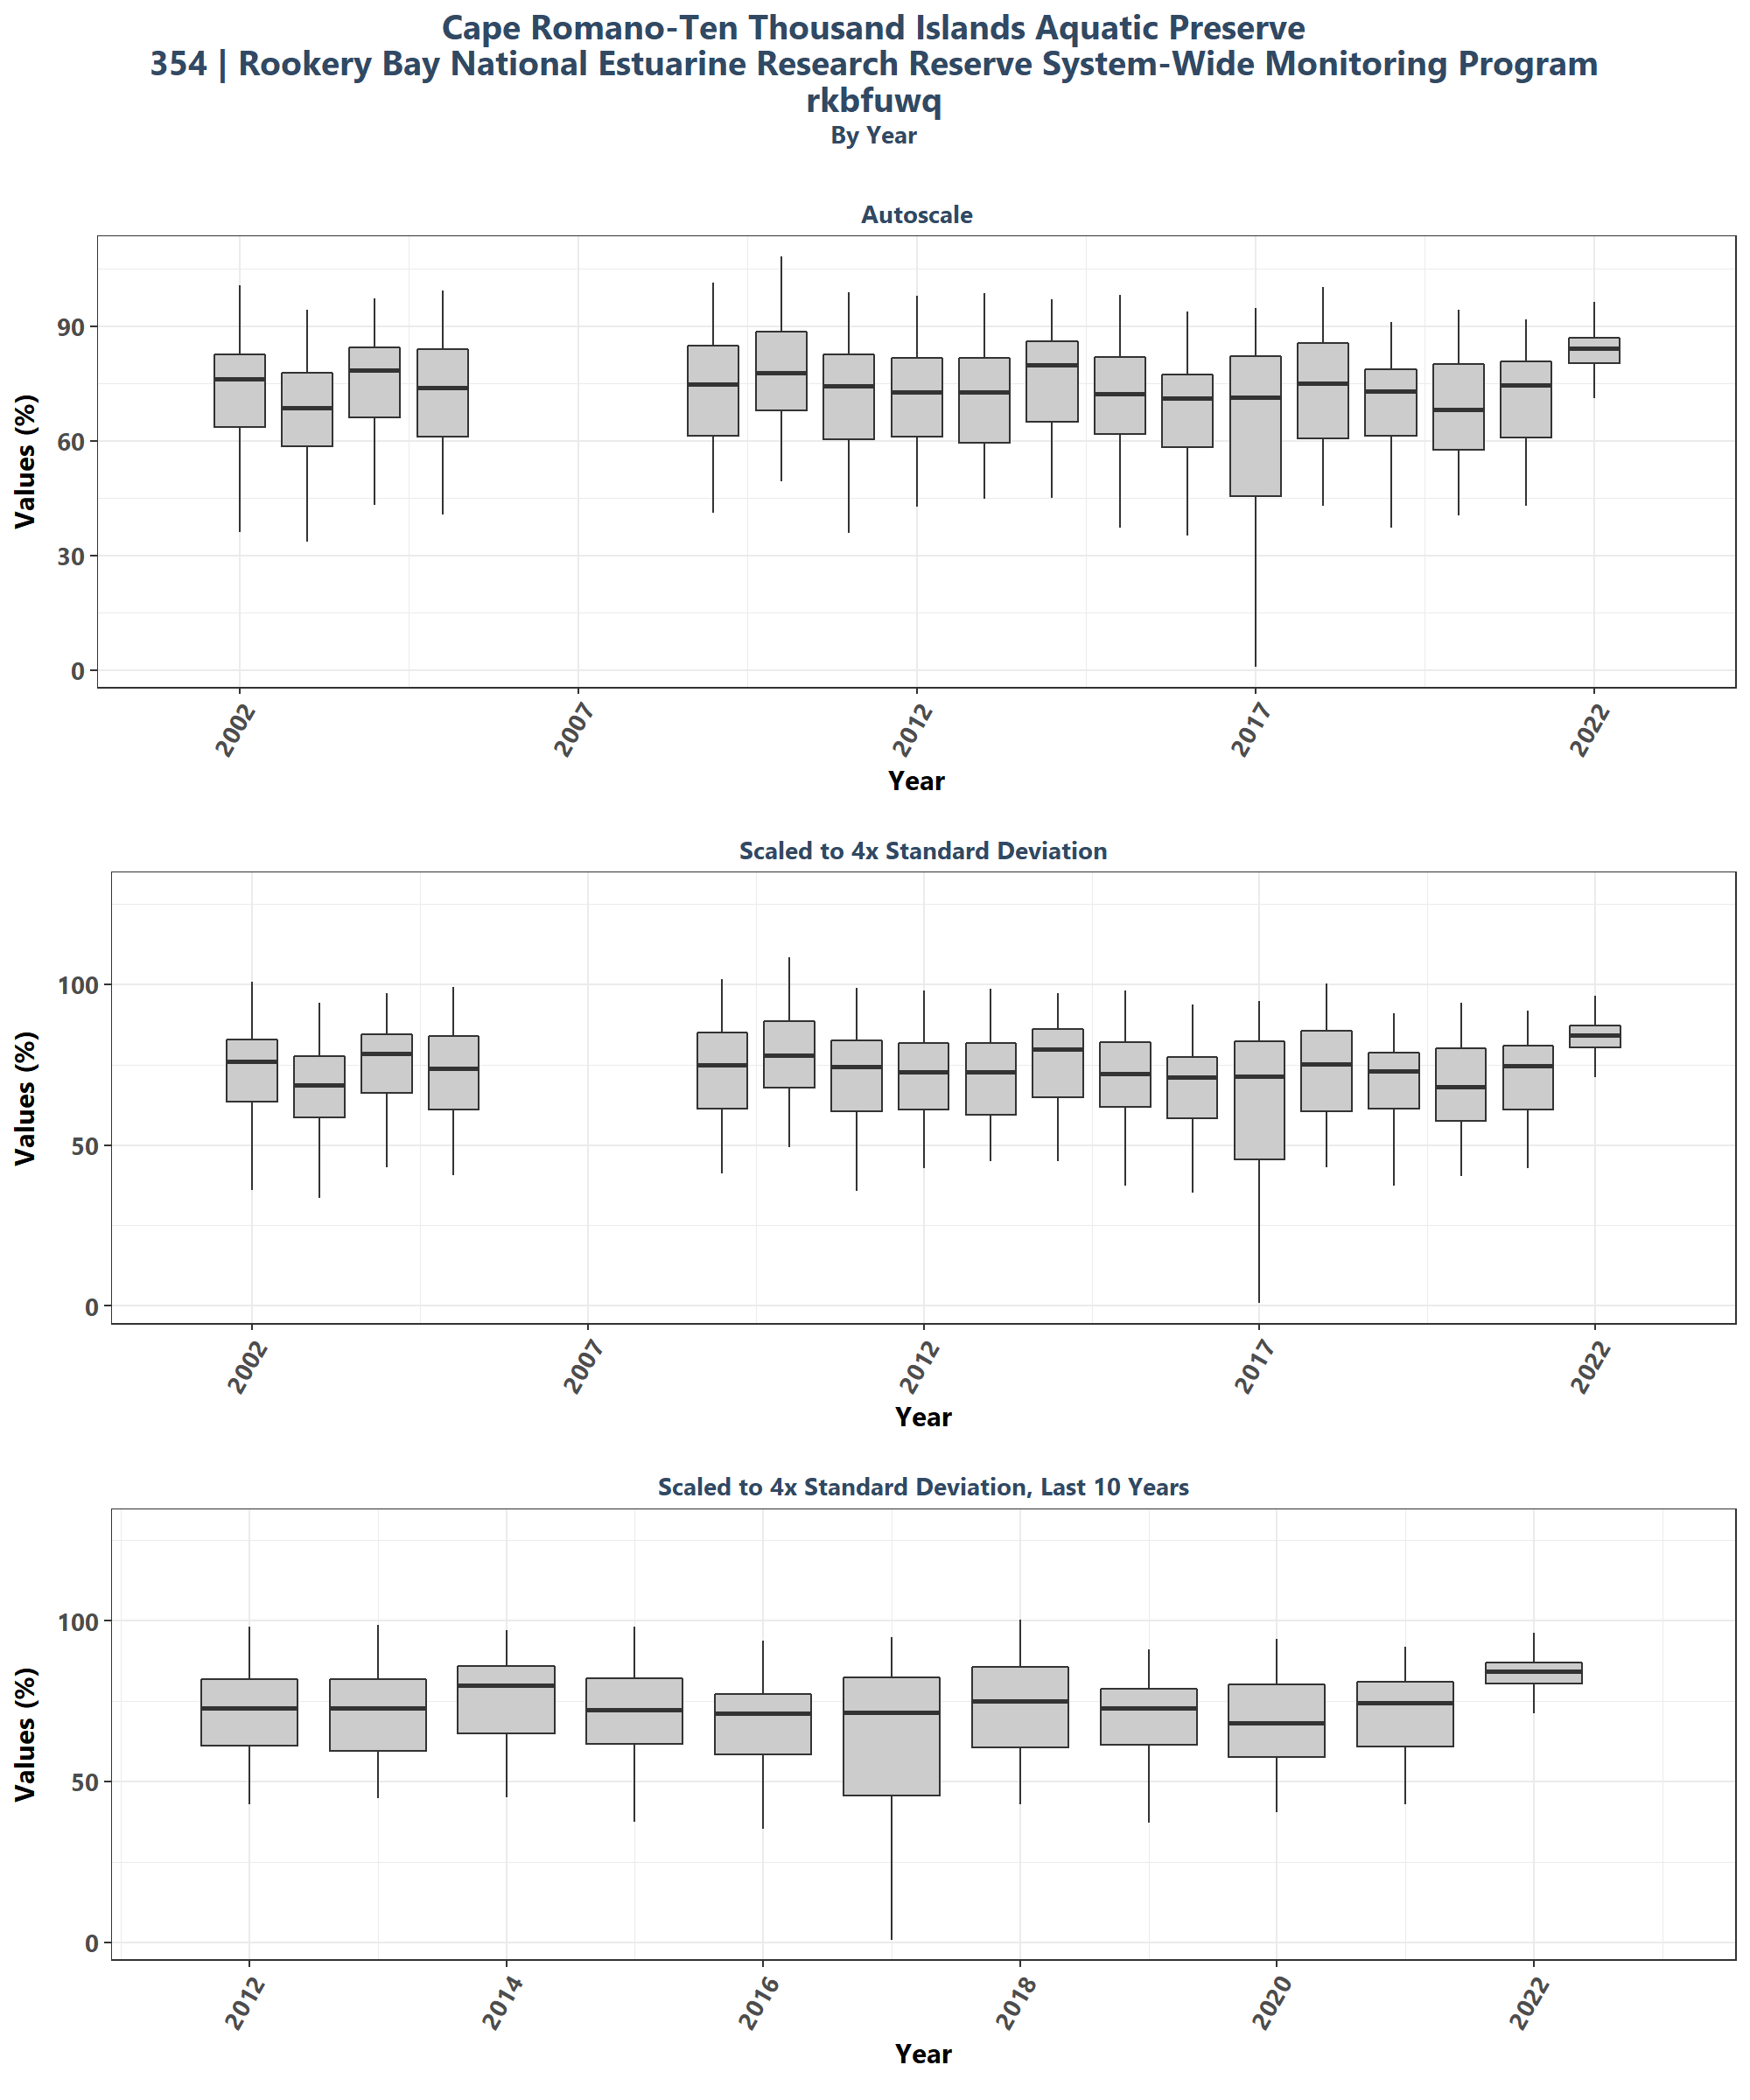 Cape Romano-Ten Thousand Islands Aquatic Preserve
354 | Rookery Bay National Estuarine Research Reserve System-Wide Monitoring Program
rkbfuwq
By Year
Autoscale
Values (%)
90
60
30
0
2002
2007
2012
2017
2022
Year
Scaled to 4x Standard Deviation
Values (%)
100
50
0
2002
2007
2012
2017
2022
Year
Scaled to 4x Standard Deviation, Last 10 Years
Values (%)
100
50
0
2012
2014
2016
2018
2020
2022
Year